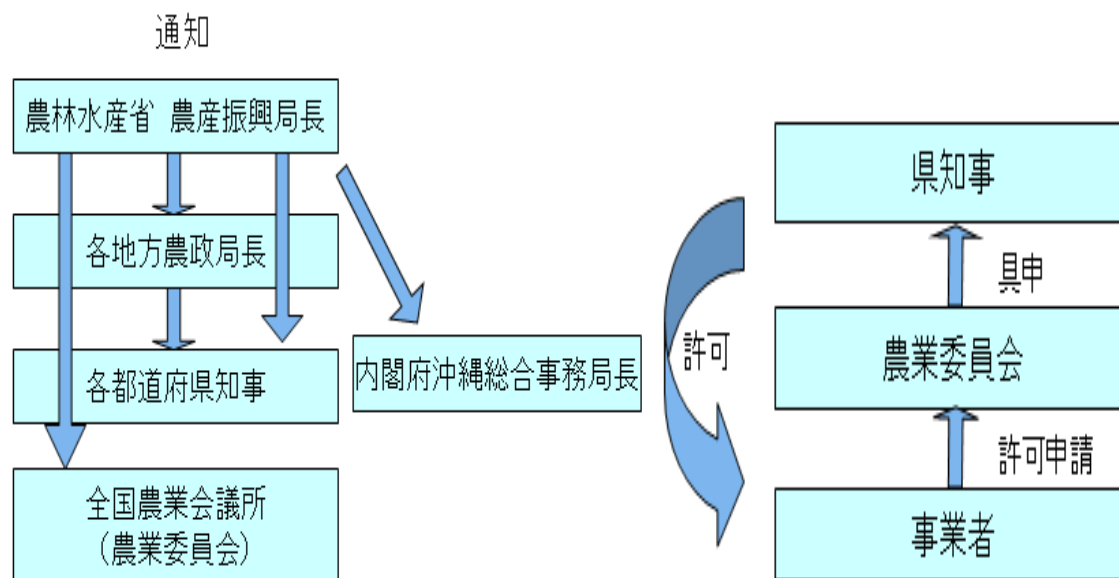 通知
農林水産省 農産振興局長
各地方農政局長
各都道府県知事
内閣府沖縄総合事務局長
全国農業会議所
（農業委員会）
県知事
具申
許可
農業委員会
許可申請
事業者